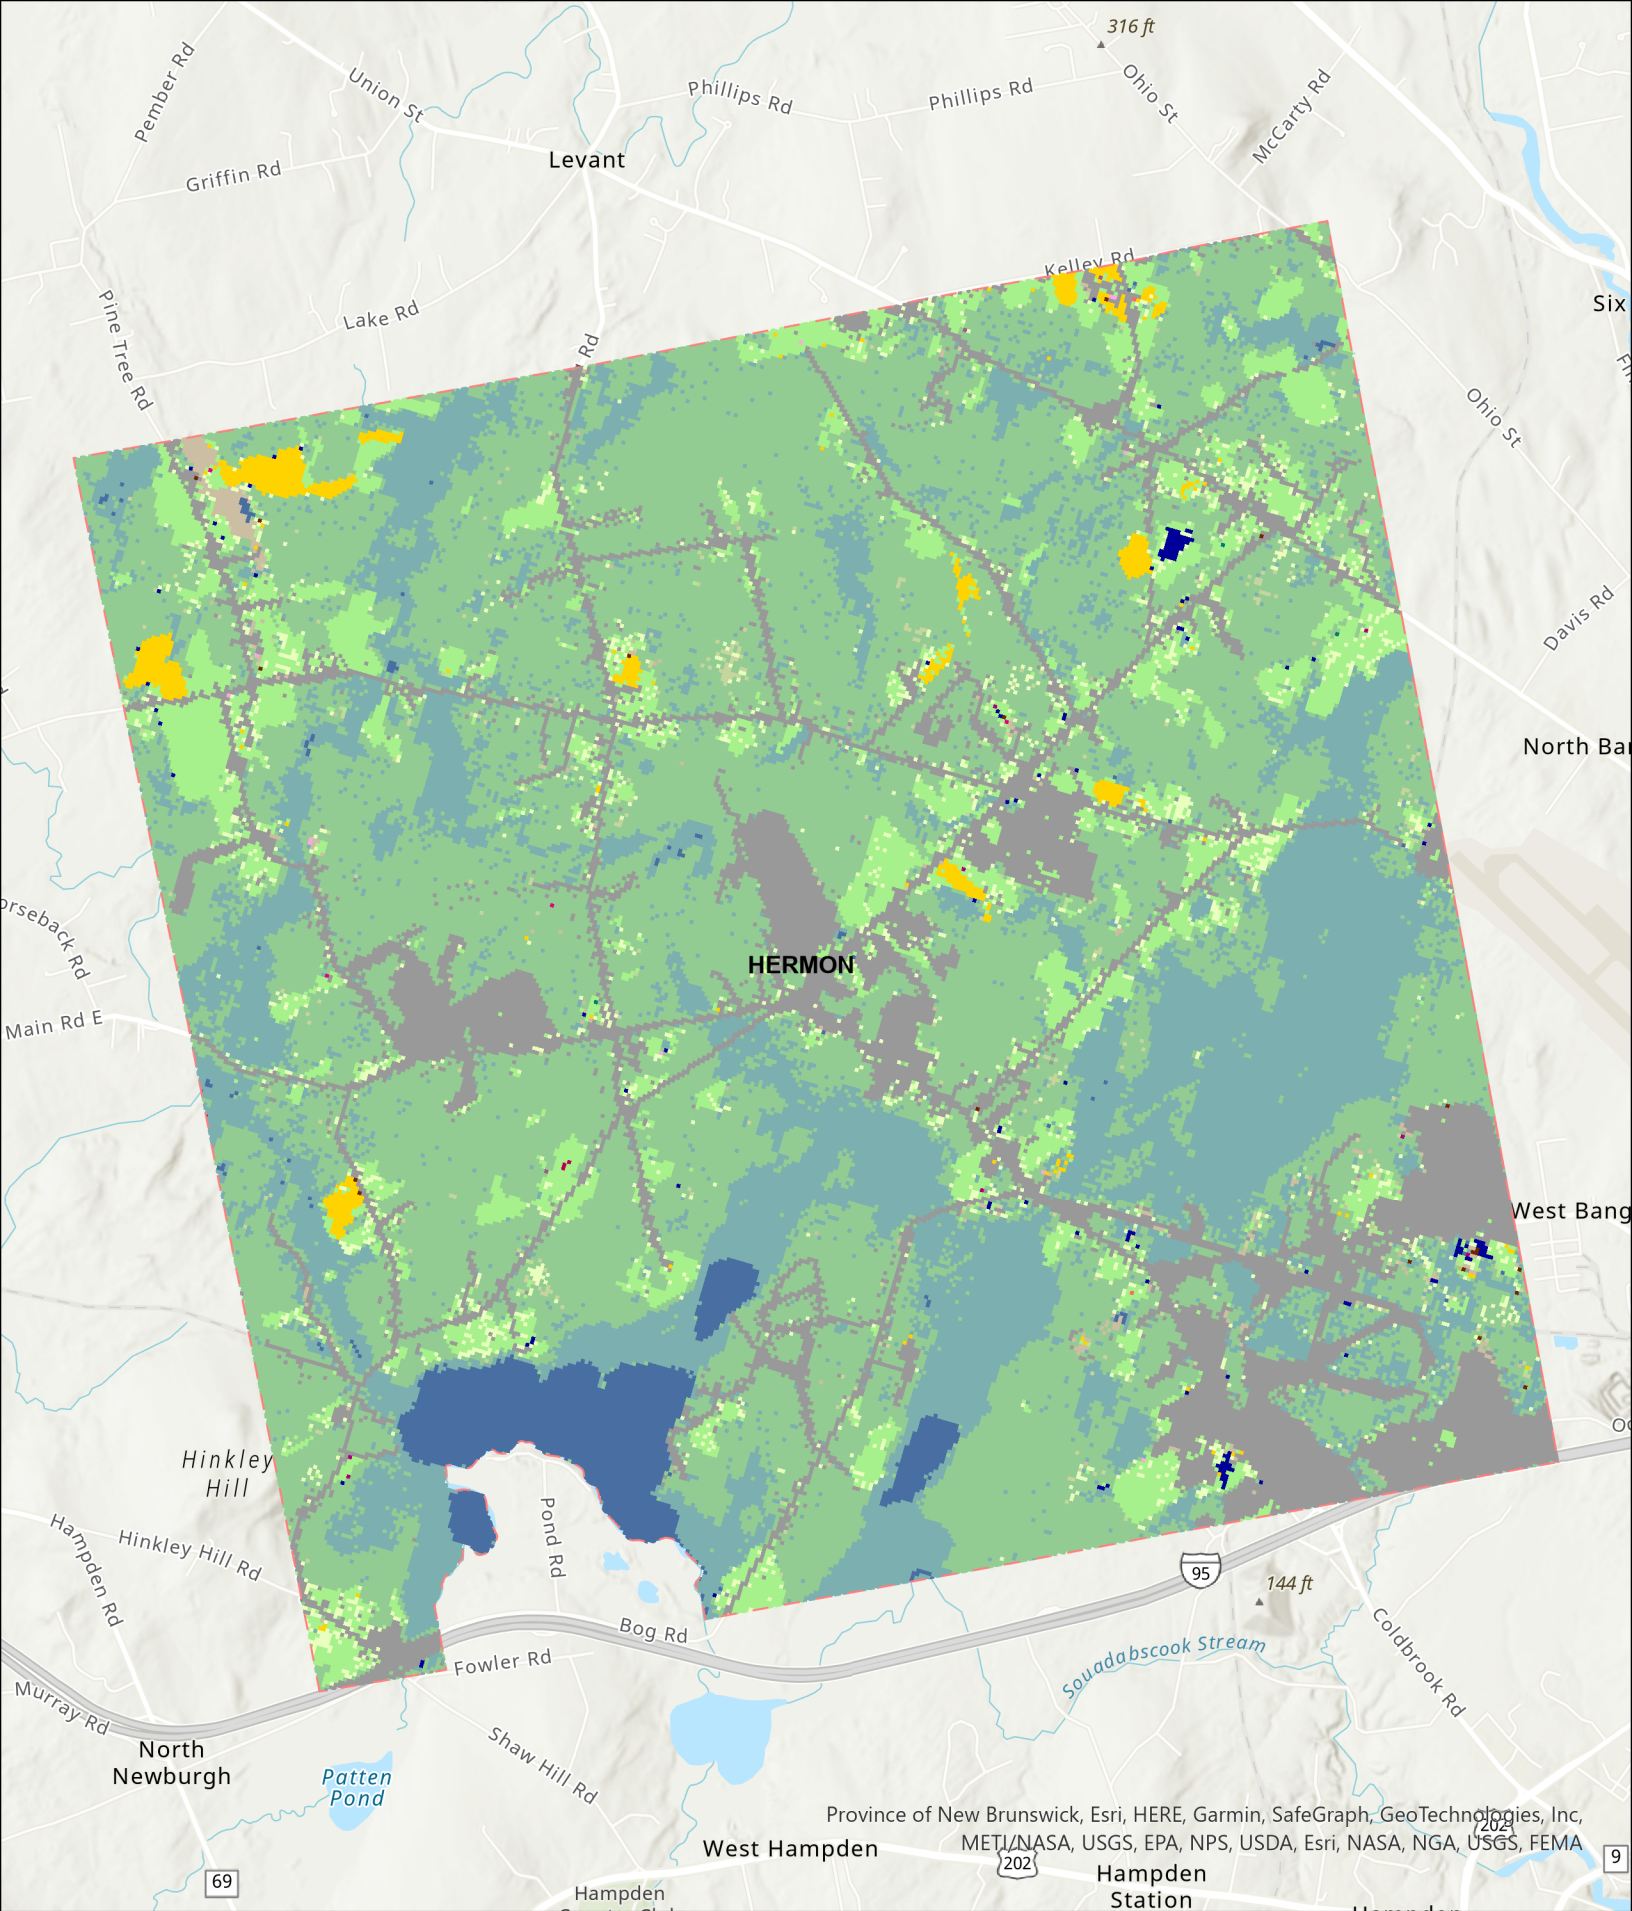 316 ft
Pember Rd
Union St
Phillips Rd
Phillips Rd
Ohio St
McCarty Rd
Levant
Griffin Rd
Kelley Rd
Pine Tree Rd
Lake Rd
Rd
Six
Ohio St
Davis Rd
North Bar
orseback Rd
HERMON
Main Rd E
West Bang
Hinkley
Hill
Hinkley Hill Rd
Hampden Rd
Pond Rd
95
144 ft
Bog Rd
Fowler Rd
Souadabscook Stream
Coldbrook Rd
Murray Rd
North
Newburgh
Shaw Hill Rd
Patten
Pond
Province of New Brunswick, Esri, HERE, Garmin, SafeGraph, GeoTechnologies, Inc,
METI/NASA, USGS, EPA, NPS, USDA, Esri, NASA, NGA, USGS, FEMA
202
West Hampden
202
9
69
Hampden
Station
Hampden